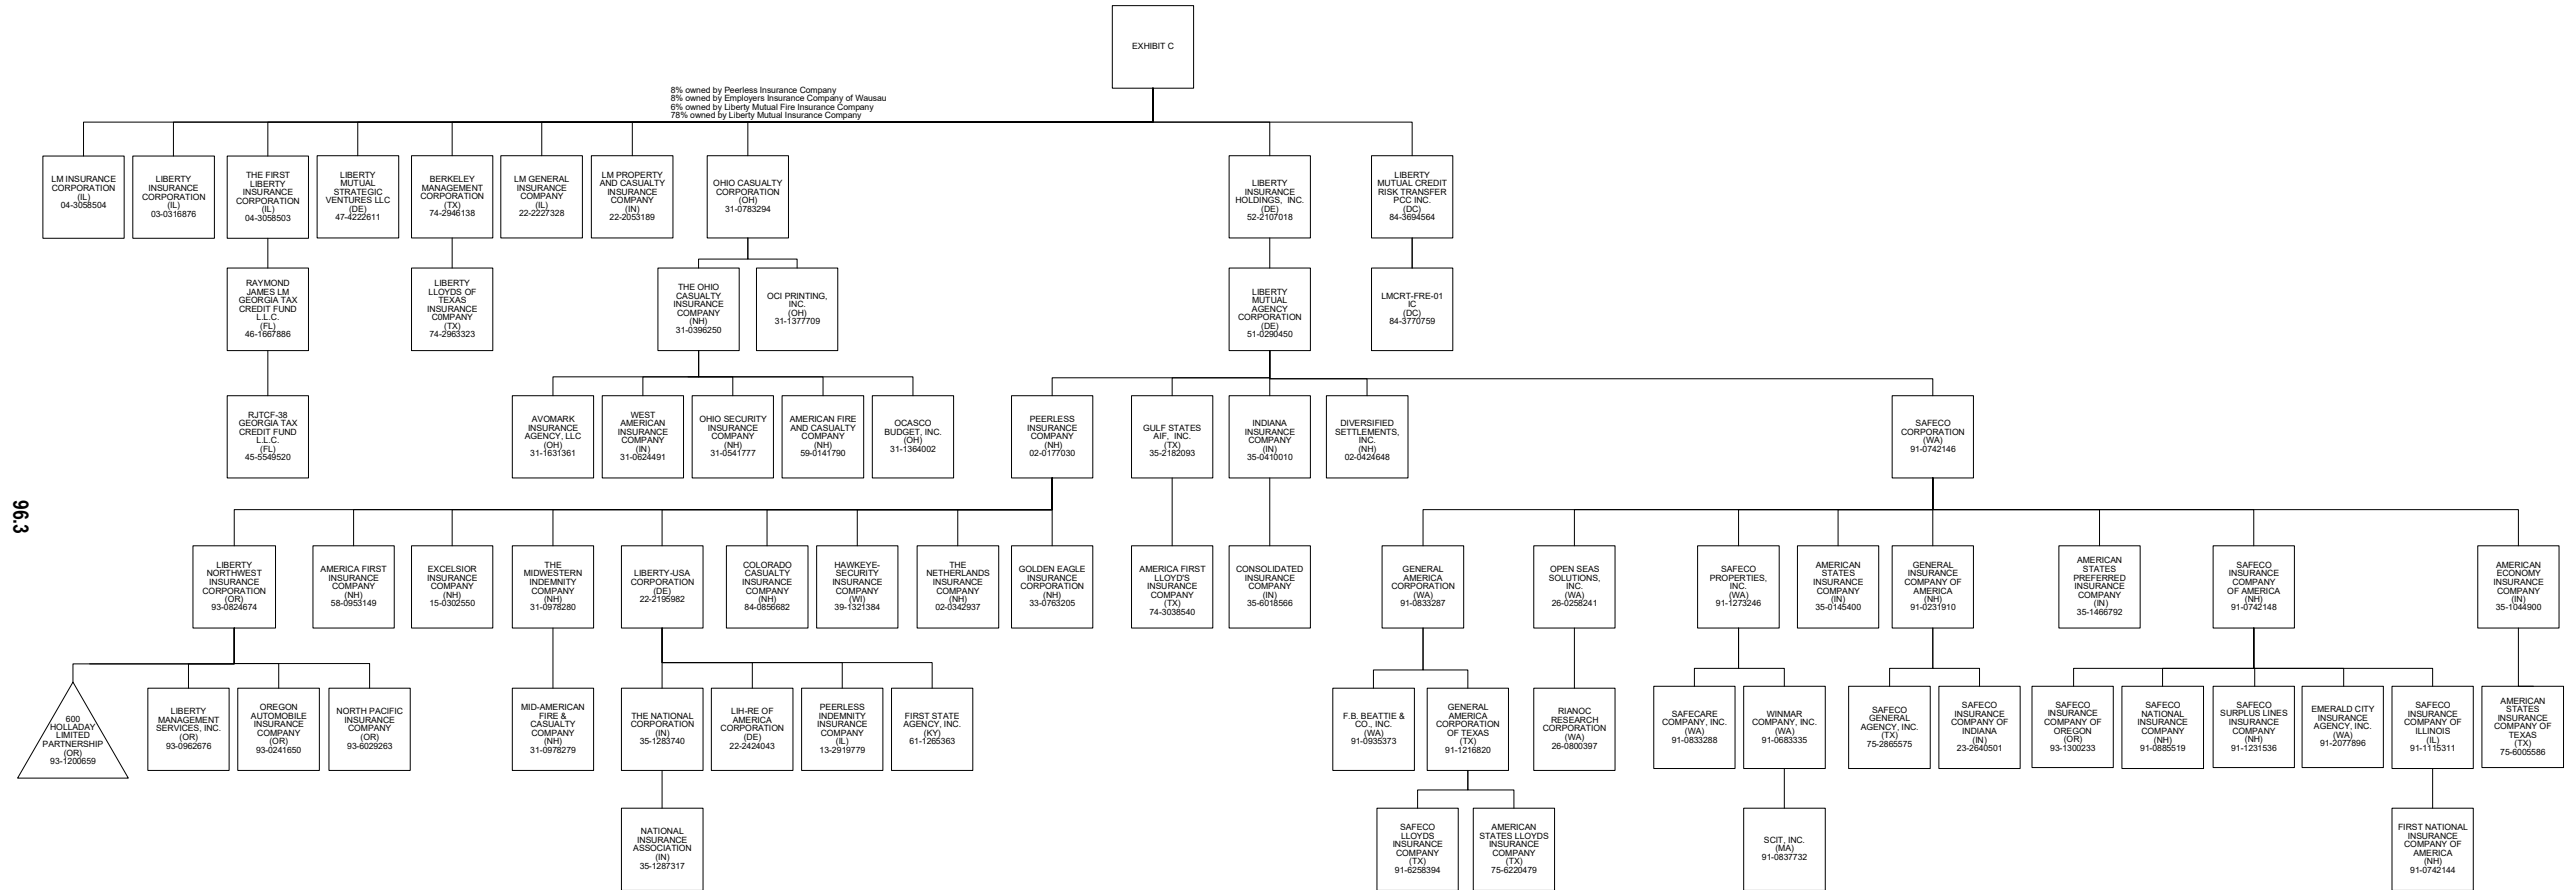 EXHIBIT C
8% owned by Peerless Insurance Company
8% owned by Employers Insurance Company of Wausau
6% owned by Liberty Mutual Fire Insurance Company
78% owned by Liberty Mutual Insurance Company
LM INSURANCE
CORPORATION
(IL)
04-3058504
LIBERTY
INSURANCE
CORPORATION
(IL)
03-0316876
THE FIRST
LIBERTY
INSURANCE
CORPORATION
(IL)
04-3058503
LIBERTY
MUTUAL
STRATEGIC
VENTURES LLC
(DE)
47-4222611
BERKELEY
MANAGEMENT
CORPORATION
(TX)
74-2946138
LM GENERAL
INSURANCE
COMPANY
(IL)
22-2227328
LM PROPERTY
AND CASUALTY
INSURANCE
COMPANY
(IN)
22-2053189
OHIO CASUALTY
CORPORATION
(OH)
31-0783294
LIBERTY
INSURANCE
HOLDINGS, INC.
(DE)
52-2107018
LIBERTY
MUTUAL CREDIT
RISK TRANSFER
PCC INC.
(DC)
84-3694564
RAYMOND
JAMES LM
GEORGIA TAX
CREDIT FUND
L.L.C.
(FL)
46-1667886
LIBERTY
LLOYDS OF
TEXAS
INSURANCE
C0MPANY
(TX)
74-2963323
THE OHIO
CASUALTY
INSURANCE
COMPANY
(NH)
31-0396250
OCI PRINTING,
INC.
(OH)
31-1377709
LIBERTY
MUTUAL
AGENCY
CORPORATION
(DE)
51-0290450
LMCRT-FRE-01
IC
(DC)
84-3770759
RJTCF-38
GEORGIA TAX
CREDIT FUND
L.L.C.
(FL)
45-5549520
AVOMARK
INSURANCE
AGENCY, LLC
(OH)
31-1631361
WEST
AMERICAN
INSURANCE
COMPANY
(IN)
31-0624491
OHIO SECURITY
INSURANCE
COMPANY
(NH)
31-0541777
AMERICAN FIRE
AND CASUALTY
COMPANY
(NH)
59-0141790
OCASCO
BUDGET, INC.
(OH)
31-1364002
PEERLESS
INSURANCE
COMPANY
(NH)
02-0177030
GULF STATES
AIF, INC.
(TX)
35-2182093
INDIANA
INSURANCE
COMPANY
(IN)
35-0410010
DIVERSIFIED
SETTLEMENTS,
INC.
(NH)
02-0424648
SAFECO
CORPORATION
(WA)
91-0742146
96.3
LIBERTY
NORTHWEST
INSURANCE
CORPORATION
(OR)
93-0824674
AMERICA FIRST
INSURANCE
COMPANY
(NH)
58-0953149
EXCELSIOR
INSURANCE
COMPANY
(NH)
15-0302550
THE
MIDWESTERN
INDEMNITY
COMPANY
(NH)
31-0978280
LIBERTY-USA
CORPORATION
(DE)
22-2195982
COLORADO
CASUALTY
INSURANCE
COMPANY
(NH)
84-0856682
HAWKEYE-
SECURITY
INSURANCE
COMPANY
(WI)
39-1321384
THE
NETHERLANDS
INSURANCE
COMPANY
(NH)
02-0342937
GOLDEN EAGLE
INSURANCE
CORPORATION
(NH)
33-0763205
AMERICA FIRST
LLOYD'S
INSURANCE
COMPANY
(TX)
74-3038540
CONSOLIDATED
INSURANCE
COMPANY
(IN)
35-6018566
GENERAL
AMERICA
CORPORATION
(WA)
91-0833287
OPEN SEAS
SOLUTIONS,
INC.
(WA)
26-0258241
SAFECO
PROPERTIES,
INC.
(WA)
91-1273246
AMERICAN
STATES
INSURANCE
COMPANY
(IN)
35-0145400
GENERAL
INSURANCE
COMPANY OF
AMERICA
(NH)
91-0231910
AMERICAN
STATES
PREFERRED
INSURANCE
COMPANY
(IN)
35-1466792
SAFECO
INSURANCE
COMPANY
OF AMERICA
(NH)
91-0742148
AMERICAN
ECONOMY
INSURANCE
COMPANY
(IN)
35-1044900
600
HOLLADAY
LIMITED
PARTNERSHIP
(OR)
93-1200659
LIBERTY
MANAGEMENT
SERVICES, INC.
(OR)
93-0962676
OREGON
AUTOMOBILE
INSURANCE
COMPANY
(OR)
93-0241650
NORTH PACIFIC
INSURANCE
COMPANY
(OR)
93-6029263
MID-AMERICAN
FIRE &
CASUALTY
COMPANY
(NH)
31-0978279
THE NATIONAL
CORPORATION
(IN)
35-1283740
LIH-RE OF
AMERICA
CORPORATION
(DE)
22-2424043
PEERLESS
INDEMNITY
INSURANCE
COMPANY
(IL)
13-2919779
FIRST STATE
AGENCY, INC.
(KY)
61-1265363
F.B. BEATTIE &
CO., INC.
(WA)
91-0935373
GENERAL
AMERICA
CORPORATION
OF TEXAS
(TX)
91-1216820
RIANOC
RESEARCH
CORPORATION
(WA)
26-0800397
SAFECARE
COMPANY, INC.
(WA)
91-0833288
WINMAR
COMPANY, INC.
(WA)
91-0683335
SAFECO
GENERAL
AGENCY, INC.
(TX)
75-2865575
SAFECO
INSURANCE
COMPANY OF
INDIANA
(IN)
23-2640501
SAFECO
INSURANCE
COMPANY OF
OREGON
(OR)
93-1300233
SAFECO
NATIONAL
INSURANCE
COMPANY
(NH)
91-0885519
SAFECO
SURPLUS LINES
INSURANCE
COMPANY
(NH)
91-1231536
EMERALD CITY
INSURANCE
AGENCY, INC.
(WA)
91-2077896
SAFECO
INSURANCE
COMPANY OF
ILLINOIS
(IL)
91-1115311
AMERICAN
STATES
INSURANCE
COMPANY OF
TEXAS
(TX)
75-6005586
NATIONAL
INSURANCE
ASSOCIATION
(IN)
35-1287317
SAFECO
LLOYDS
INSURANCE
COMPANY
(TX)
91-6258394
AMERICAN
STATES LLOYDS
INSURANCE
COMPANY
(TX)
75-6220479
SCIT, INC.
(MA)
91-0837732
FIRST NATIONAL
INSURANCE
COMPANY OF
AMERICA
(NH)
91-0742144